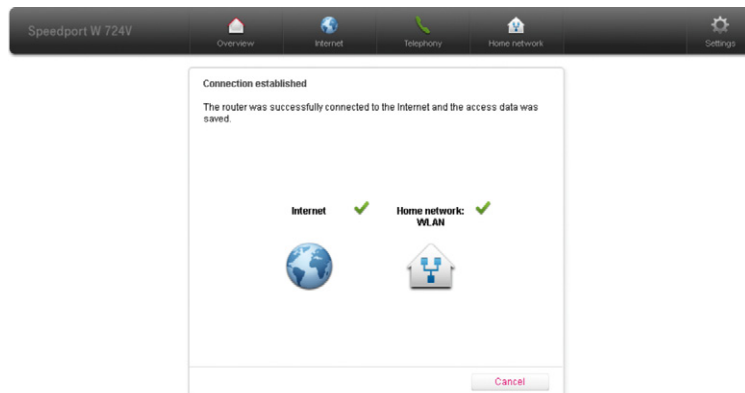 Speedport W 724V
Overview
Internet
Telephony
Home network
Settings
Connection established
The router was successfully connected to the Internet and the access data was
saved.
Internet
Home network:
WLAN
Cancel